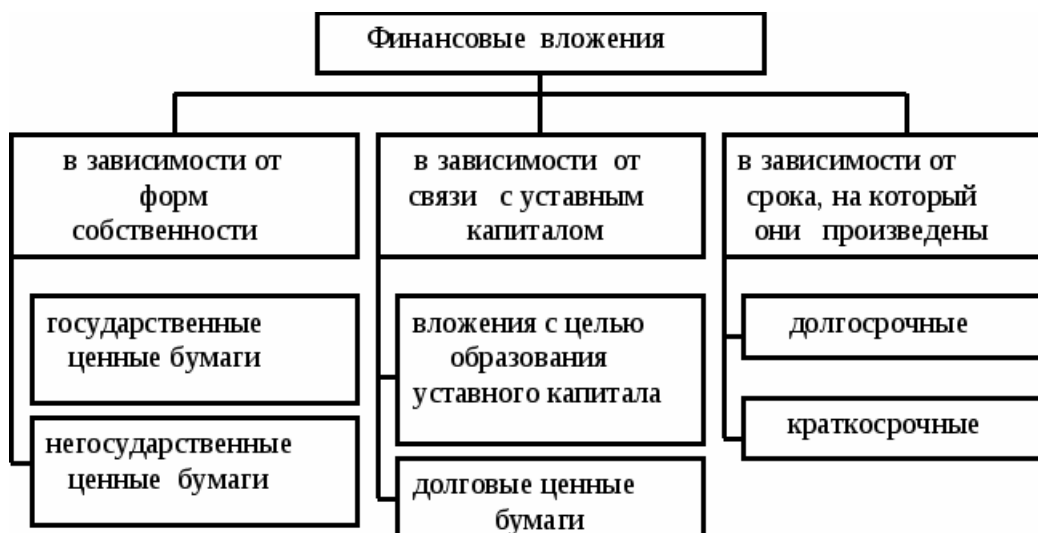 Финансовые вложения
в зависимости от
форм
собственности
государственные
ценные бумаги
негосударственные
ценные бумаги
в зависимости от
связи с уставным
капиталом
вложения с целью
образования
уставного капитала
долговые ценные
бумаги
в зависимости от
срока, на который
они произведены
долгосрочные
краткосрочные